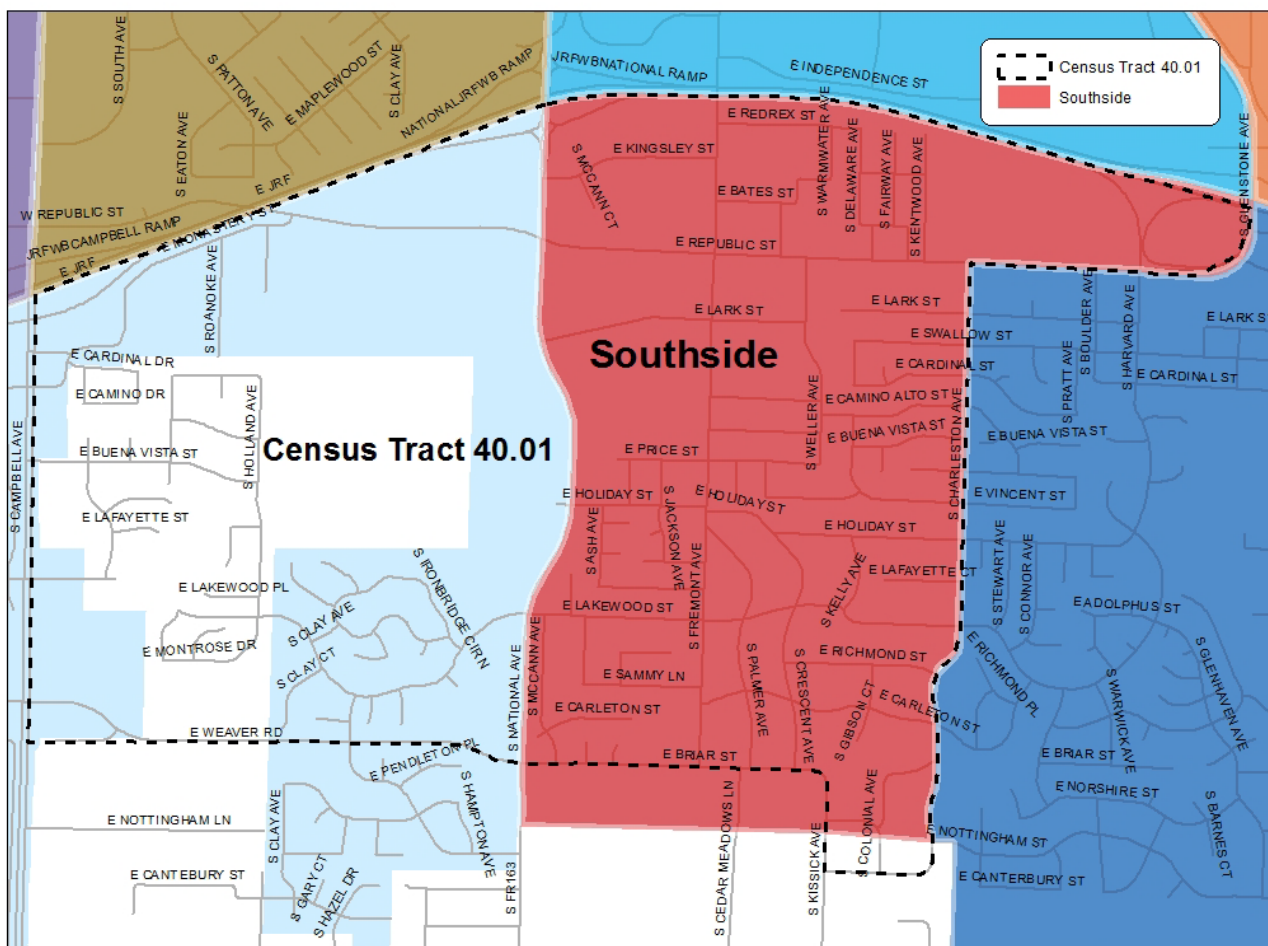 Census Tract 40.01
Southside
S SOUTH AVE
S PATTON AVE
E MAPLEWOOD ST
S CLAY AVE
NATIONALJRFWB RAMP
JRFWBNATIONAL RAMP
E INDEPENDENCE ST
S EATON AVE
E REDREX ST
S WARMWATER AVE
S DELAWARE AVE
S FAIRWAY AVE
S KENTWOOD AVE
S GLENSTONE AVE
E KINGSLEY ST
S MCCANN CT
E BATES ST
E JRF
W REPUBLIC ST
JRFWBCAMPBELL RAMP
E MONASTERY ST
E JRF
E REPUBLIC ST
S ROANOKE AVE
E LARK ST
E LARK ST
E LARK S
S BOULDER AVE
S HARVARD AVE
E SWALLOW ST
Southside
E CARDINAL DR
E CARDINAL ST
E CARDINAL ST
S PRATT AVE
E CAMINO DR
S HOLLAND AVE
E CAMINO ALTO ST
S WELLER AVE
Census Tract 40.01
E BUENA VISTA ST
E PRICE ST
E BUENA VISTA ST
E BUENA VISTA ST
S CHARLESTON AVE
S CAMPBELL AVE
E HOLIDAY ST
S JACKSON AVE
E HOLIDAY ST
E VINCENT ST
E LAFAYETTE ST
S ASH AVE
E HOLIDAY ST
S STEWART AVE
S CONNOR AVE
S IRONBRIDGE CIR N
E LAKEWOOD PL
S FREMONT AVE
S KELLY AVE
E LAFAYETTE CT
S CLAY AVE
E LAKEWOOD ST
E ADOLPHUS ST
E MONTROSE DR
S CLAY CT
S NATIONAL AVE
S MCCANN AVE
E SAMMY LN
S PALMER AVE
S CRESCENT AVE
E RICHMOND ST
E RICHMOND PL
S GLENHAVEN AVE
S GIBSON CT
E CARLETON ST
E CARLETON ST
S WARWICK AVE
E WEAVER RD
E PENDLETON PL
E BRIAR ST
E BRIAR ST
S HAMPTON AVE
E NORSHIRE ST
E NOTTINGHAM LN
S CLAY AVE
S CEDAR MEADOWS LN
S KISSICK AVE
S COLONIAL AVE
E NOTTINGHAM ST
S BARNES CT
E CANTEBURY ST
S GARY CT
S HAZEL DR
S FR163
E CANTERBURY ST